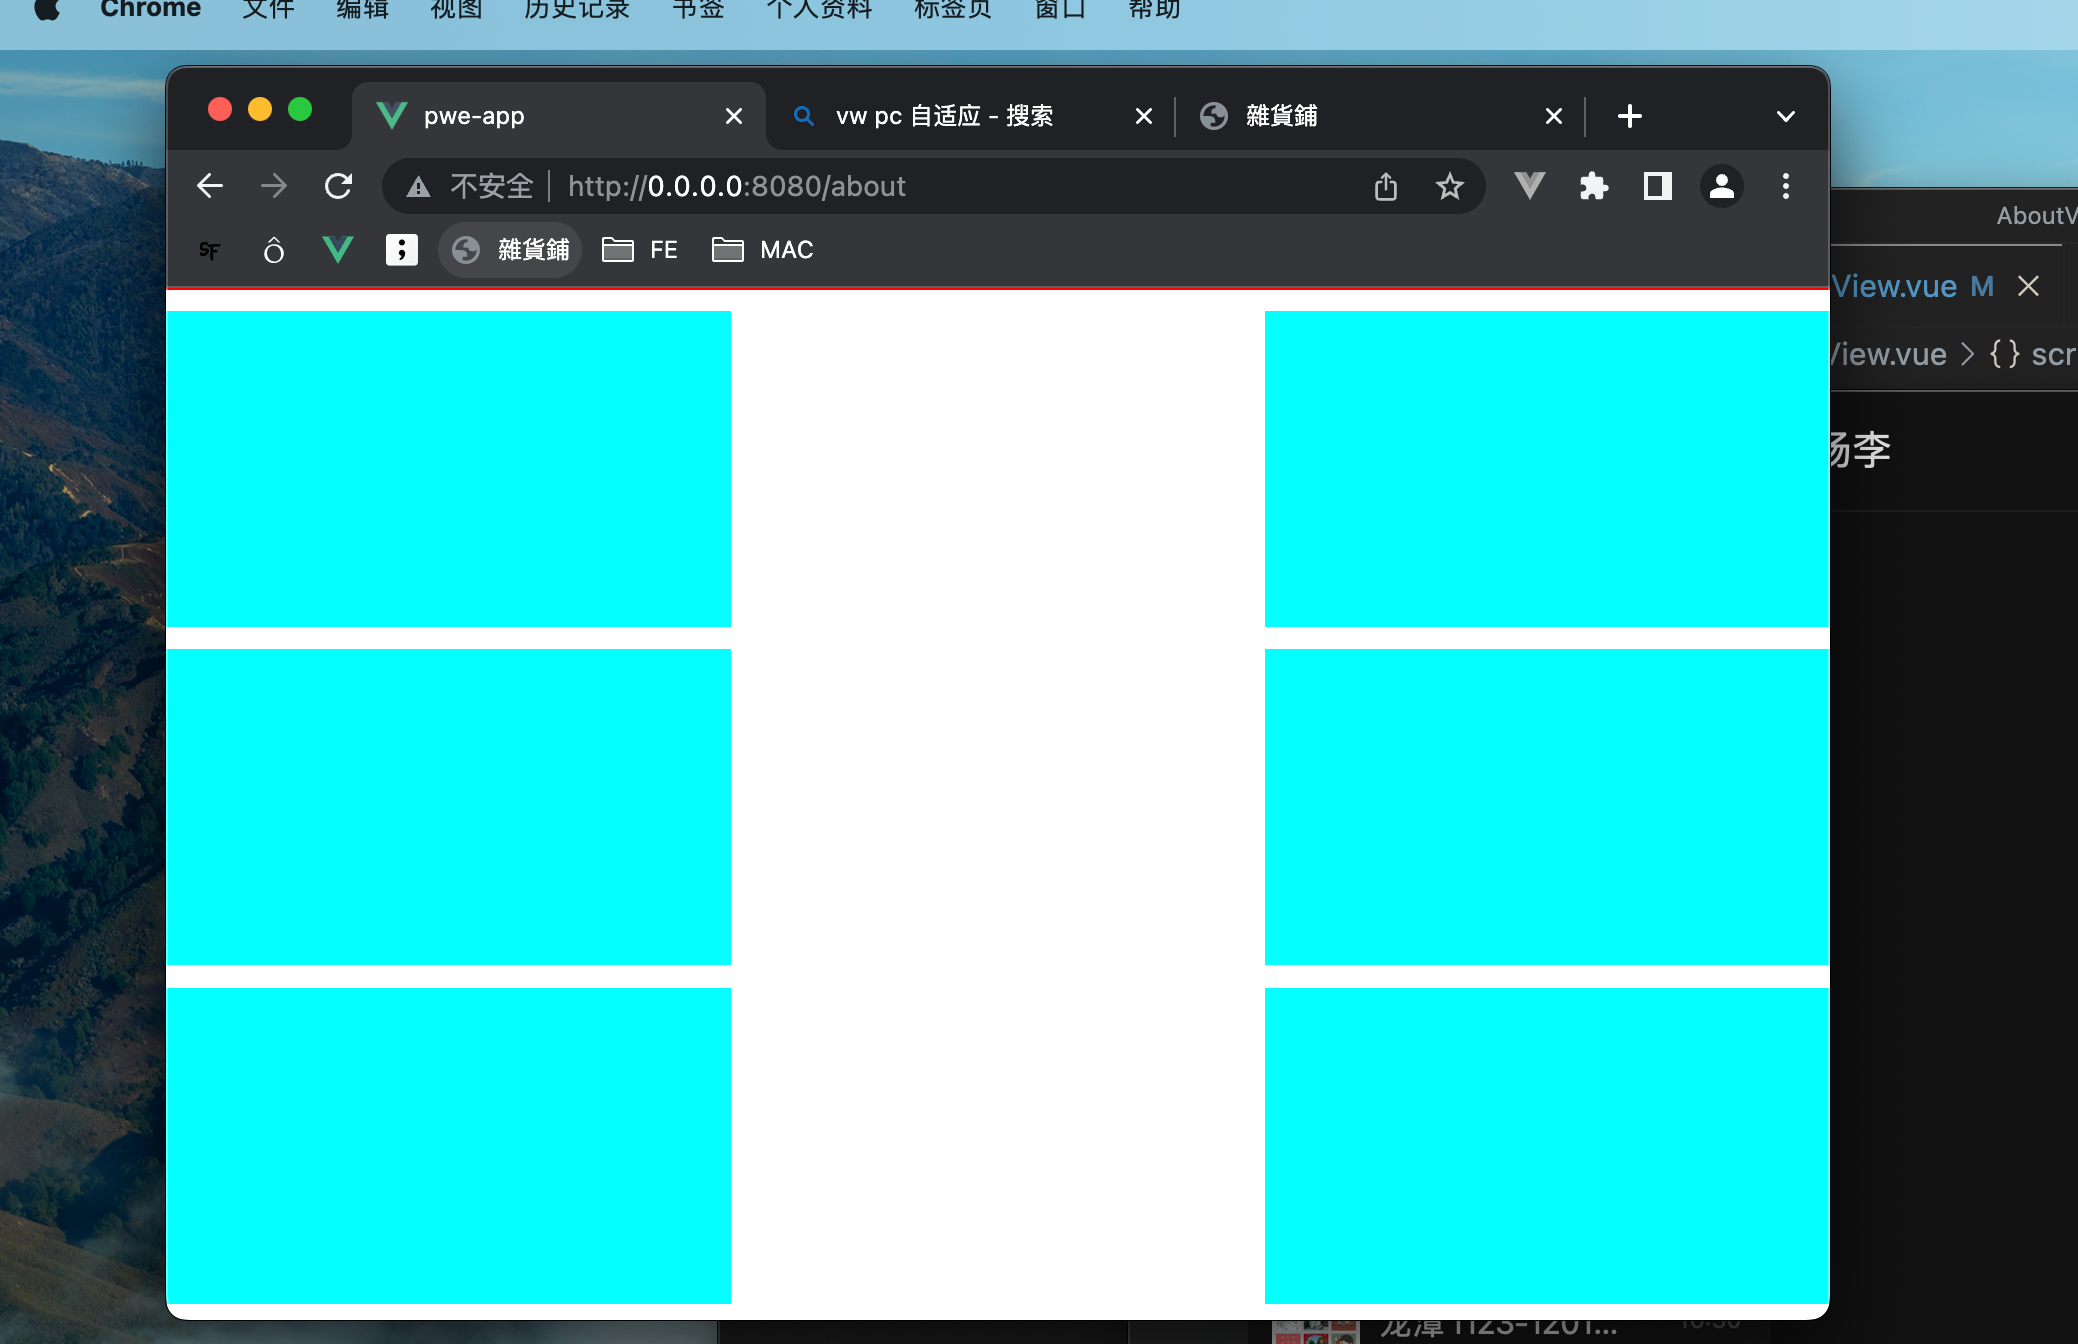 Chrome 文件 编辑 视图 历史记录 书签 个人资料 标签页 窗口 帮助
pwe-app
vw pc 自适应 - 搜索
雜貨鋪
不安全 http://0.0.0.0:8080/about
SF Ô ; 雜貨鋪 FE MAC
AboutV
View.vue M
View.vue > {} scr
杨李
龙潭 1123-1201...